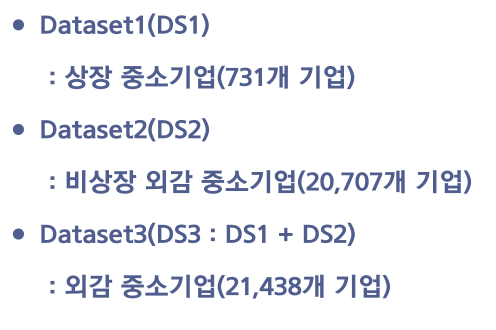 • Dataset1(DS1)
: 상장 중소기업(731개 기업)
• Dataset2(DS2)
: 비상장 외감 중소기업(20,707개 기업)
• Dataset3(DS3 : DS1 + DS2)
: 외감 중소기업(21,438개 기업)